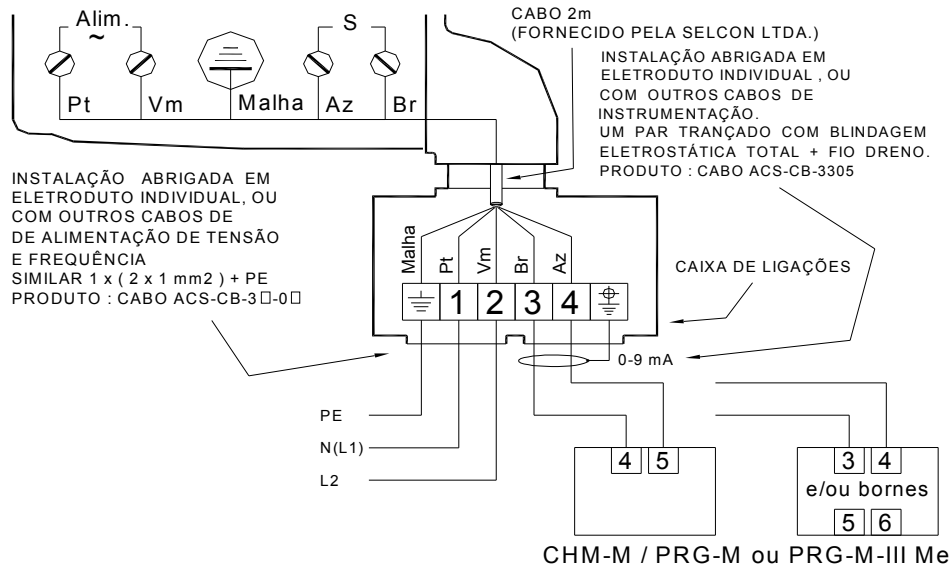 Alim.
~
S
Pt
Vm
Malha
Az
Br
CABO 2m
(FORNECIDO PELA SELCON LTDA.)
INSTALAÇÃO ABRIGADA EM
ELETRODUTO INDIVIDUAL , OU
COM OUTROS CABOS DE
INSTRUMENTAÇÃO.
UM PAR TRANÇADO COM BLINDAGEM
ELETROSTÁTICA TOTAL + FIO DRENO.
PRODUTO : CABO ACS-CB-3305
INSTALAÇÃO ABRIGADA EM
ELETRODUTO INDIVIDUAL, OU
COM OUTROS CABOS DE
DE ALIMENTAÇÃO DE TENSÃO
E FREQUÊNCIA
SIMILAR 1 x ( 2 x 1 mm2 ) + PE
PRODUTO : CABO ACS-CB-3□-0□
Malha
Pt
Vm
Br
Az
1 2 3 4
CAIXA DE LIGAÇÕES
0-9 mA
PE
N(L1)
L2
4 5
3 4
e/ou bornes
5 6
CHM-M / PRG-M ou PRG-M-III Me